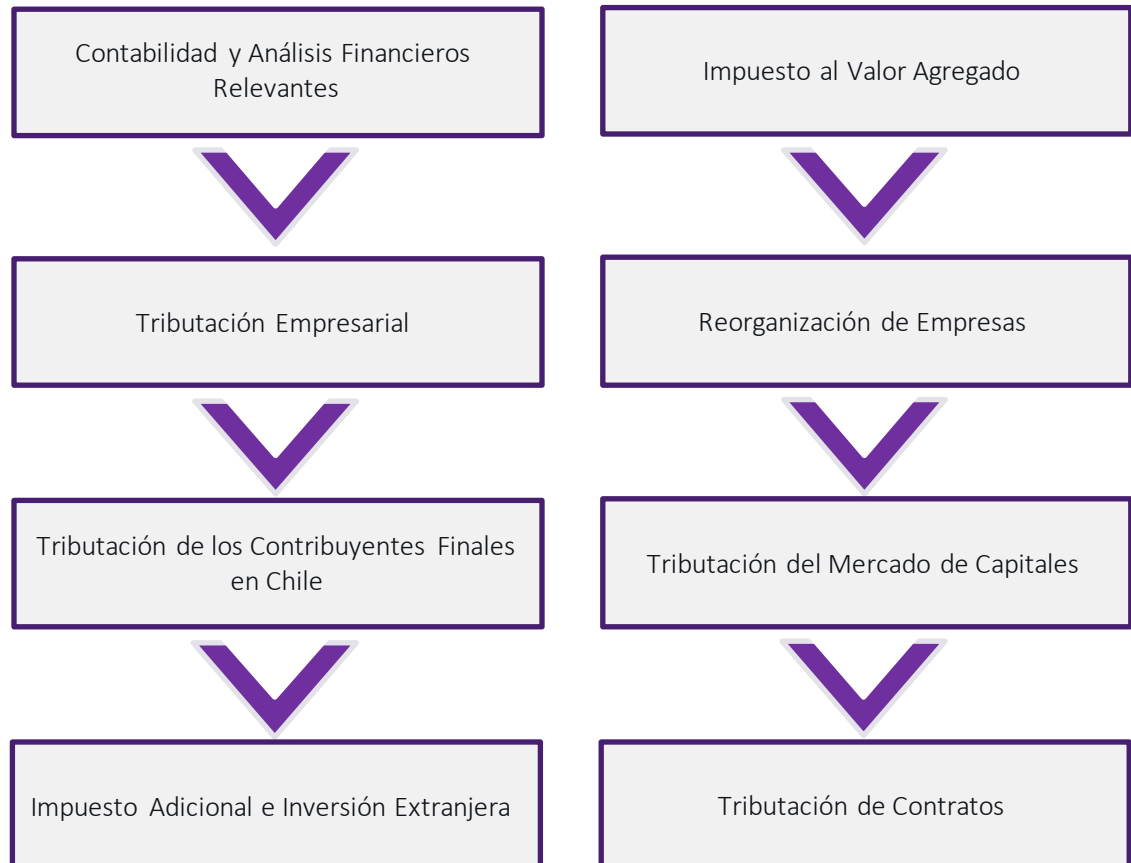 Contabilidad y Análisis Financieros
Relevantes
Tributación Empresarial
Tributación de los Contribuyentes Finales
en Chile
Impuesto Adicional e Inversión Extranjera
Impuesto al Valor Agregado
Reorganización de Empresas
Tributación del Mercado de Capitales
Tributación de Contratos